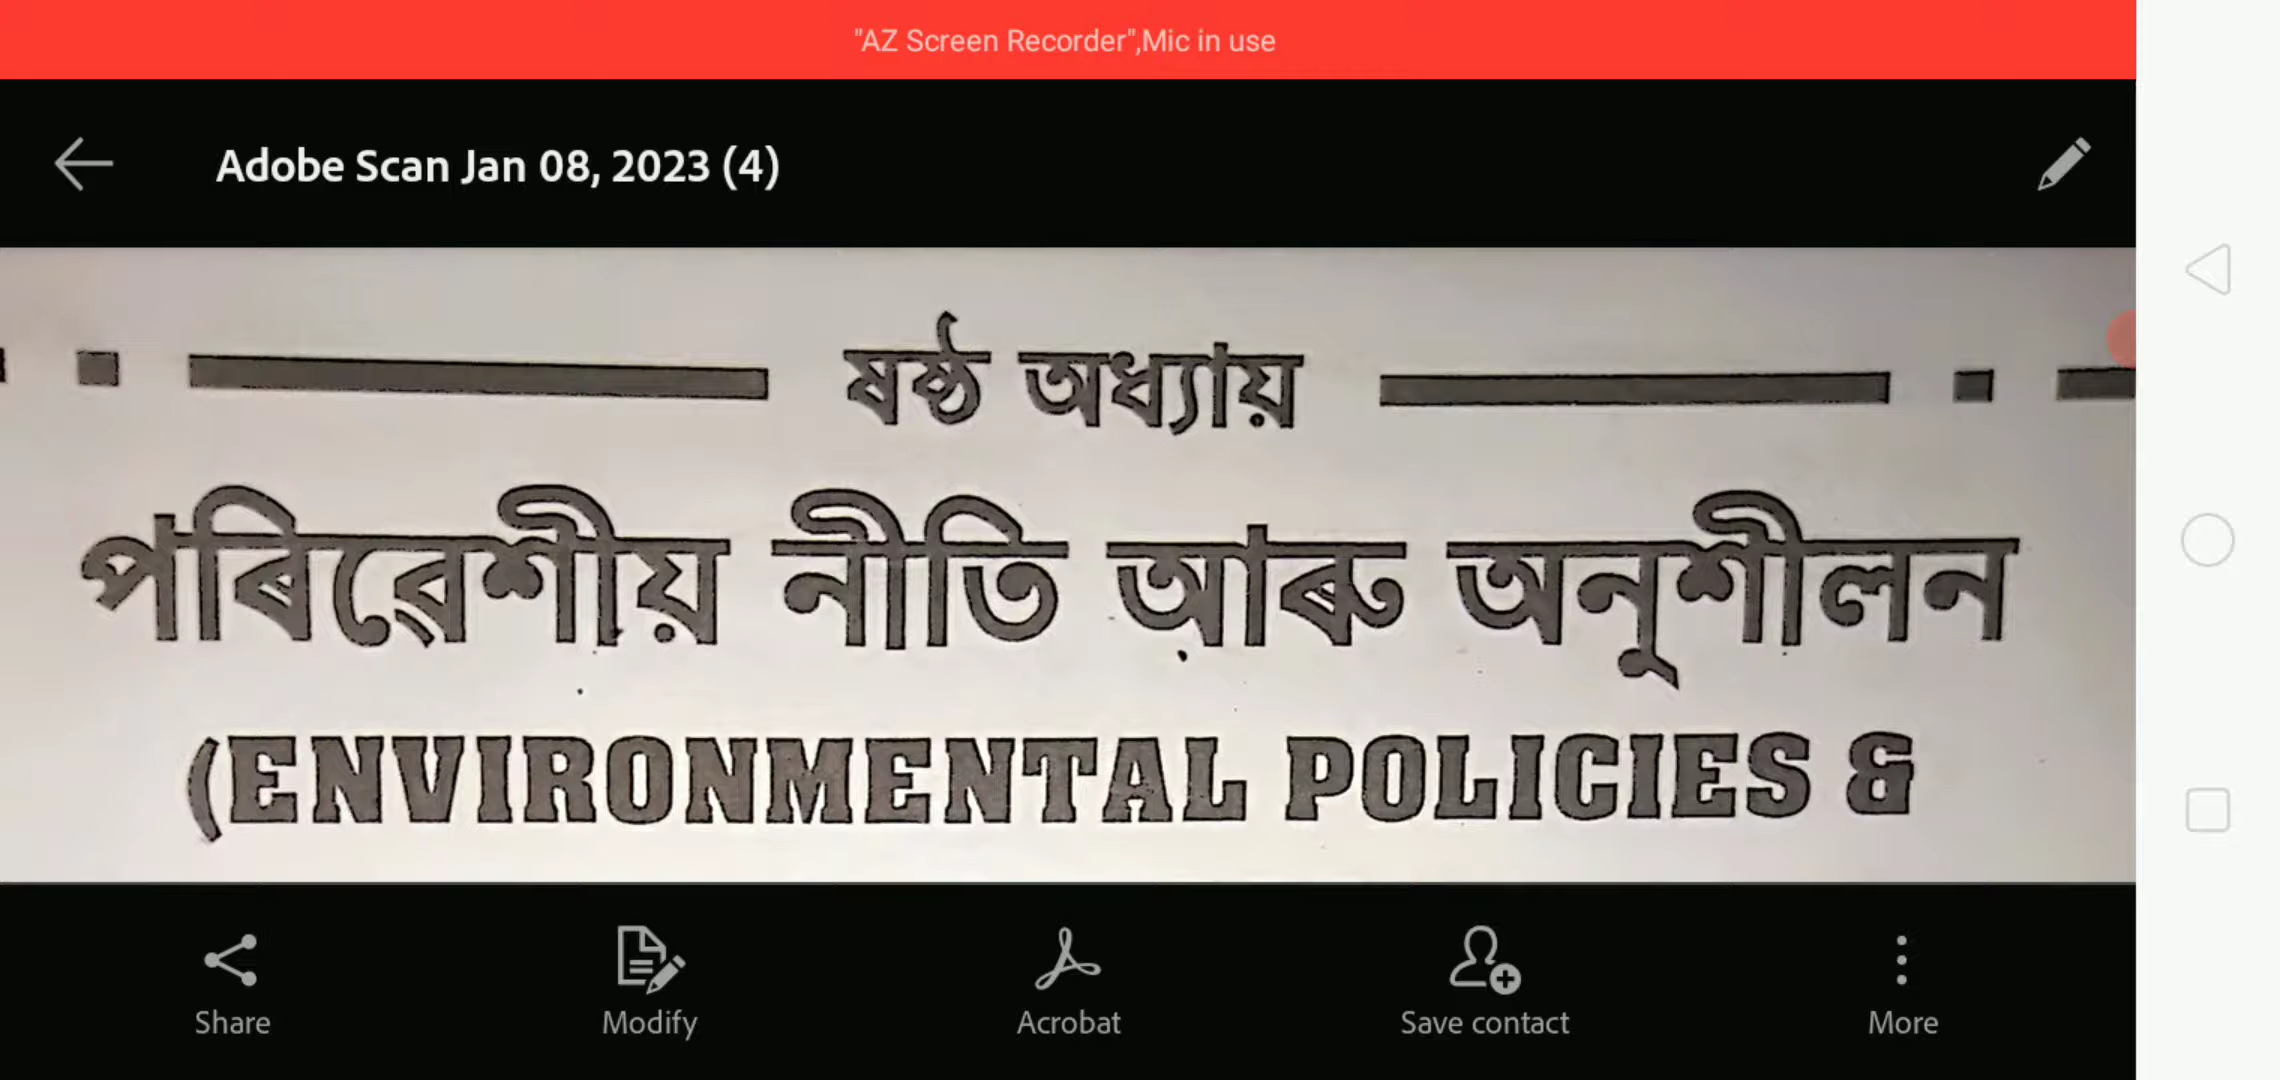 "AZ Screen Recorder",Mic in use
Adobe Scan Jan 08, 2023 (4)
ষষ্ঠ অধ্যায়
পৰিৱেশীয় নীতি আৰু অনুশীলন
(ENVIRONMENTAL POLICIES &
Share Modify Acrobat Save contact More